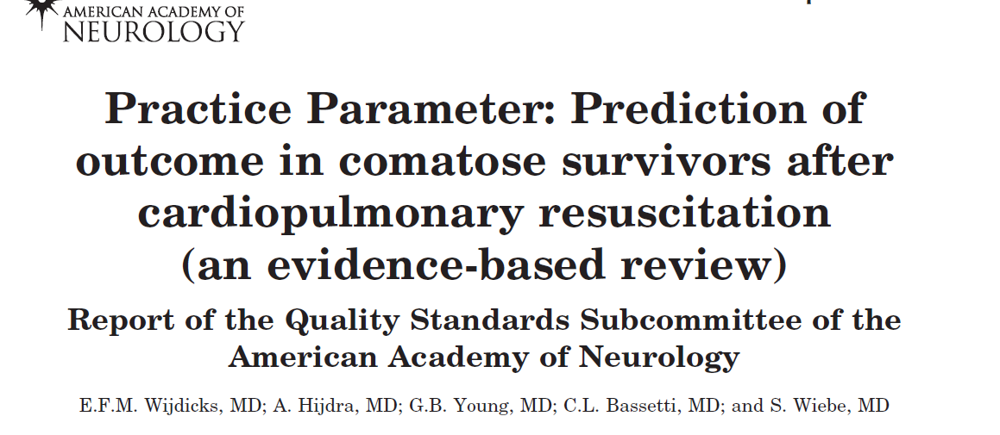 AMERICAN ACADEMY OF
NEUROLOGY
Practice Parameter: Prediction of
outcome in comatose survivors after
cardiopulmonary resuscitation
(an evidence-based review)
Report of the Quality Standards Subcommittee of the
American Academy of Neurology
E.F.M. Wijdicks, MD; A. Hijdra, MD; G.B. Young, MD; C.L. Bassetti, MD; and S. Wiebe, MD